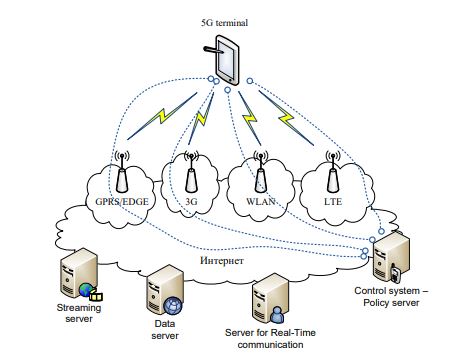 5G terminal
GPRS/EDGE
3G
WLAN
LTE
Интернет
Control system –
Policy server
Streaming
server
Data
server
Server for Real-Time
communication